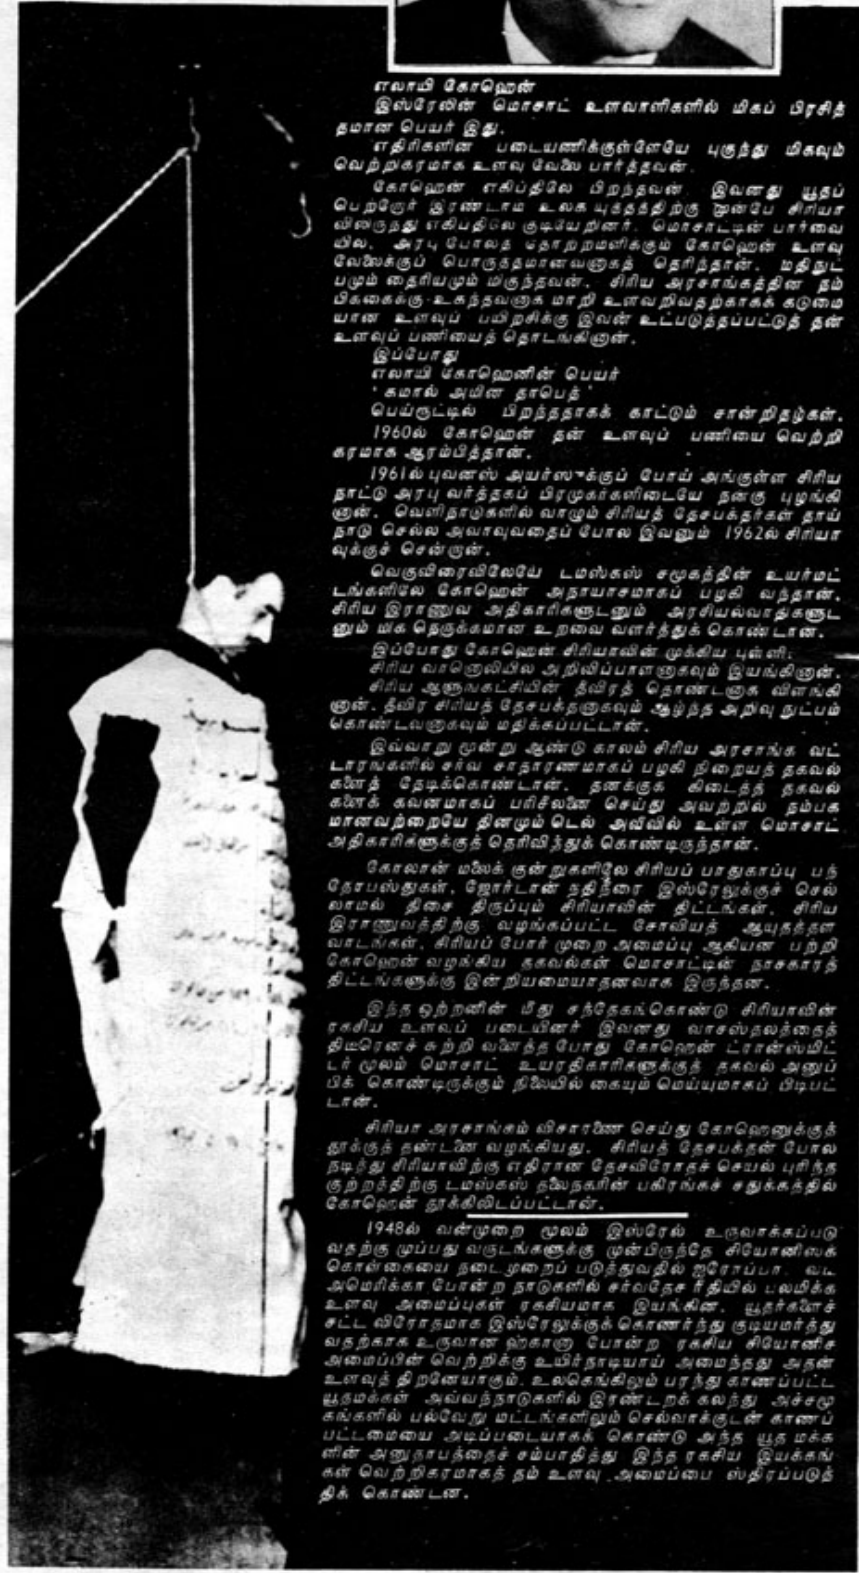 எலாயி கோஹென்
இஸ்ரேலின் மொசாட் உளவாளிகளில் மிகப் பிரசித்
தமான பெயர் இது.
எதிரிகளின் படையணிக்குள்ளேயே புகுந்து மிகவும்
வெற்றிகரமாக உளவு வேலை பார்த்தவன்.
கோஹென் எகிப்திலே பிறந்தவன். இவனது யூதப்
பெற்றோர் இரண்டாம் உலக யுத்தத்திற்கு முன்பே சிரியா
விலிருந்து எகிப்திலே குடியேறினர். மொசாட்டின் பார்வை
யில், அரபு போலத் தோற்றமளிக்கும் கோஹென் உளவு
வேலைக்குப் பொருத்தமானவனாகத் தெரிந்தான். மதிநுட்
பமும் தைரியமும் மிகுந்தவன். சிரிய அரசாங்கத்தின் நம்
பிக்கைக்கு உகந்தவனாக மாறி உளவறிவதற்காகக் கடுமை
யான உளவுப் பயிற்சிக்கு இவன் உட்படுத்தப்பட்டுத் தன்
உளவுப் பணியைத் தொடங்கினான்.
இப்போது
எலாயி கோஹெனின் பெயர்
'கமால் அமின் தாபெத்'
பெய்ரூட்டில் பிறந்ததாகக் காட்டும் சான்றிதழ்கள்.
1960ல் கோஹென் தன் உளவுப் பணியை வெற்றி
கரமாக ஆரம்பித்தான்.
1961ல் புவனஸ் அயர்ஸுக்குப் போய் அங்குள்ள சிரிய
நாட்டு அரபு வர்த்தகப் பிரமுகர்களிடையே நன்கு புழங்கி
னான். வெளிநாடுகளில் வாழும் சிரியத் தேசபக்தர்கள் தாய்
நாடு செல்ல அவாவுவதைப் போல இவனும் 1962ல் சிரியா
வுக்குச் சென்றான்.
வெகுவிரைவிலேயே டமஸ்கஸ் சமூகத்தின் உயர்மட்
டங்களிலே கோஹென் அநாயாசமாகப் பழகி வந்தான்.
சிரிய இராணுவ அதிகாரிகளுடனும் அரசியல்வாதிகளுட
னும் மிக நெருக்கமான உறவை வளர்த்துக் கொண்டான்.
இப்போது கோஹென் சிரியாவின் முக்கிய புள்ளி.
சிரிய வானொலியில் அறிவிப்பாளனாகவும் இயங்கினான்.
சிரிய ஆளுங்கட்சியின் தீவிரத் தொண்டனாக விளங்கி
னான். தீவிர சிரியத் தேசபக்தனாகவும் ஆழ்ந்த அறிவு நுட்பம்
கொண்டவனாகவும் மதிக்கப்பட்டான்.
இவ்வாறு மூன்று ஆண்டு காலம் சிரிய அரசாங்க வட்
டாரங்களில் சர்வ சாதாரணமாகப் பழகி நிறையத் தகவல்
களைத் தேடிக்கொண்டான். தனக்குக் கிடைத்த தகவல்
களைக் கவனமாகப் பரிசீலனை செய்து அவற்றில் நம்பக
மானவற்றையே தினமும் டெல் அவீவில் உள்ள மொசாட்
அதிகாரிகளுக்குத் தெரிவித்துக் கொண்டிருந்தான்.
கோலான் மலைக் குன்றுகளிலே சிரியப் பாதுகாப்பு பந்
தோபஸ்துகள், ஜோர்டான் நதிநீரை இஸ்ரேலுக்குச் செல்
லாமல் திசை திருப்பும் சிரியாவின் திட்டங்கள், சிரிய
இராணுவத்திற்கு வழங்கப்பட்ட சோவியத் ஆயுதத்தள
வாடங்கள், சிரியப் போர் முறை அமைப்பு ஆகியன பற்றி
கோஹென் வழங்கிய தகவல்கள் மொசாட்டின் நாசகாரத்
திட்டங்களுக்கு இன்றியமையாதனவாக இருந்தன.
இந்த ஒற்றனின் மீது சந்தேகங்கொண்டு சிரியாவின்
ரகசிய உளவுப் படையினர் இவனது வாசஸ்தலத்தைத்
திடீரெனச் சுற்றி வளைத்த போது கோஹென் ட்ரான்ஸ்மிட்
டர் மூலம் மொசாட் உயரதிகாரிகளுக்குத் தகவல் அனுப்
பிக் கொண்டிருக்கும் நிலையில் கையும் மெய்யுமாகப் பிடிபட்
டான்.
சிரியா அரசாங்கம் விசாரணை செய்து கோஹெனுக்குத்
தூக்குத் தண்டனை வழங்கியது. சிரியத் தேசபக்தன் போல
நடித்து சிரியாவிற்கு எதிரான தேசவிரோதச் செயல் புரிந்த
குற்றத்திற்கு டமஸ்கஸ் தலைநகரின் பகிரங்கச் சதுக்கத்தில்
கோஹென் தூக்கிலிடப்பட்டான்.
1948ல் வன்முறை மூலம் இஸ்ரேல் உருவாக்கப்படு
வதற்கு முப்பது வருடங்களுக்கு முன்பிருந்தே சியோனிஸக்
கொள்கையை நடைமுறைப் படுத்துவதில் ஐரோப்பா, வட
அமெரிக்கா போன்ற நாடுகளில் சர்வதேச ரீதியில் பலமிக்க
உளவு அமைப்புகள் ரகசியமாக இயங்கின. யூதர்களைச்
சட்ட விரோதமாக இஸ்ரேலுக்குக் கொணர்ந்து குடியமர்த்து
வதற்காக உருவான ஹகானா போன்ற ரகசிய சியோனிச
அமைப்பின் வெற்றிக்கு உயிர்நாடியாய் அமைந்தது அதன்
உளவுத் திறனேயாகும். உலகெங்கிலும் பரந்து காணப்பட்ட
யூதமக்கள் அவ்வந்நாடுகளில் இரண்டறக் கலந்து அச்சமூ
கங்களில் பல்வேறு மட்டங்களிலும் செல்வாக்குடன் காணப்
பட்டமையை அடிப்படையாகக் கொண்டு அந்த யூத மக்க
ளின் அனுதாபத்தைச் சம்பாதித்து இந்த ரகசிய இயக்கங்
கள் வெற்றிகரமாகத் தம் உளவு அமைப்பை ஸ்திரப்படுத்
திக் கொண்டன.